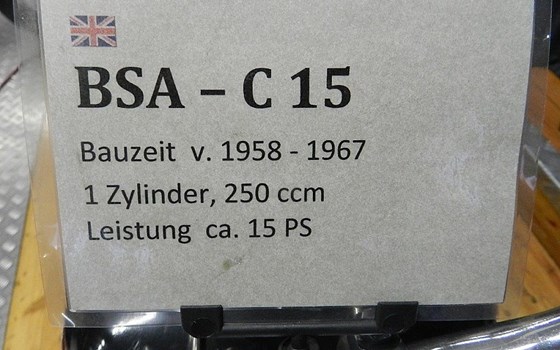 BSA – C 15
Bauzeit v. 1958 - 1967
1 Zylinder, 250 ccm
Leistung ca. 15 PS